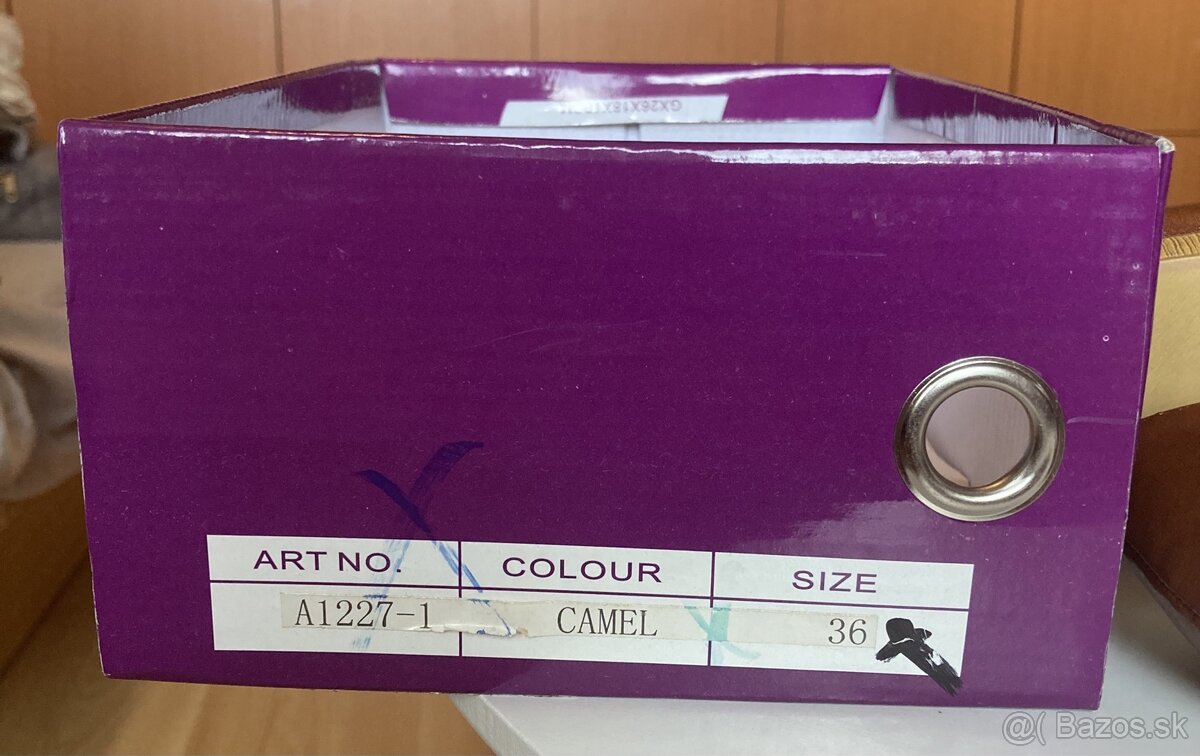 ART NO. COLOUR SIZE
A1227-1 CAMEL 36
@( Bazos.sk